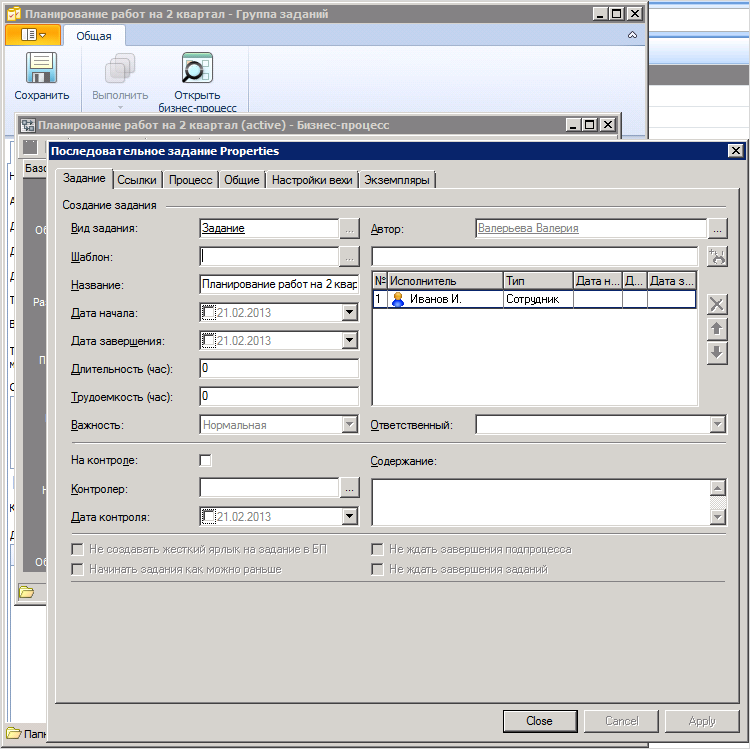 Планирование работ на 2 квартал - Группа заданий
Общая
Сохранить
Выполнить
Открыть
бизнес-процесс
Планирование работ на 2 квартал (active) - Бизнес-процесс
Последовательное задание Properties
Задание Ссылки Процесс Общие Настройки вехи Экземпляры
Создание задания
Вид задания: Задание ... Автор: Валерьева Валерия ...
Шаблон: ...
Название: Планирование работ на 2 квар
№ Исполнитель Тип Дата н... Д... Дата з...
1 Иванов И. Сотрудник
Дата начала: 21.02.2013
Дата завершения: 21.02.2013
Длительность (час): 0
Трудоемкость (час): 0
Важность: Нормальная Ответственный:
На контроле: Содержание:
Контролер: ...
Дата контроля: 21.02.2013
Не создавать жесткий ярлык на задание в БП Не ждать завершения подпроцесса
Начинать задания как можно раньше Не ждать завершения заданий
Close Cancel Apply